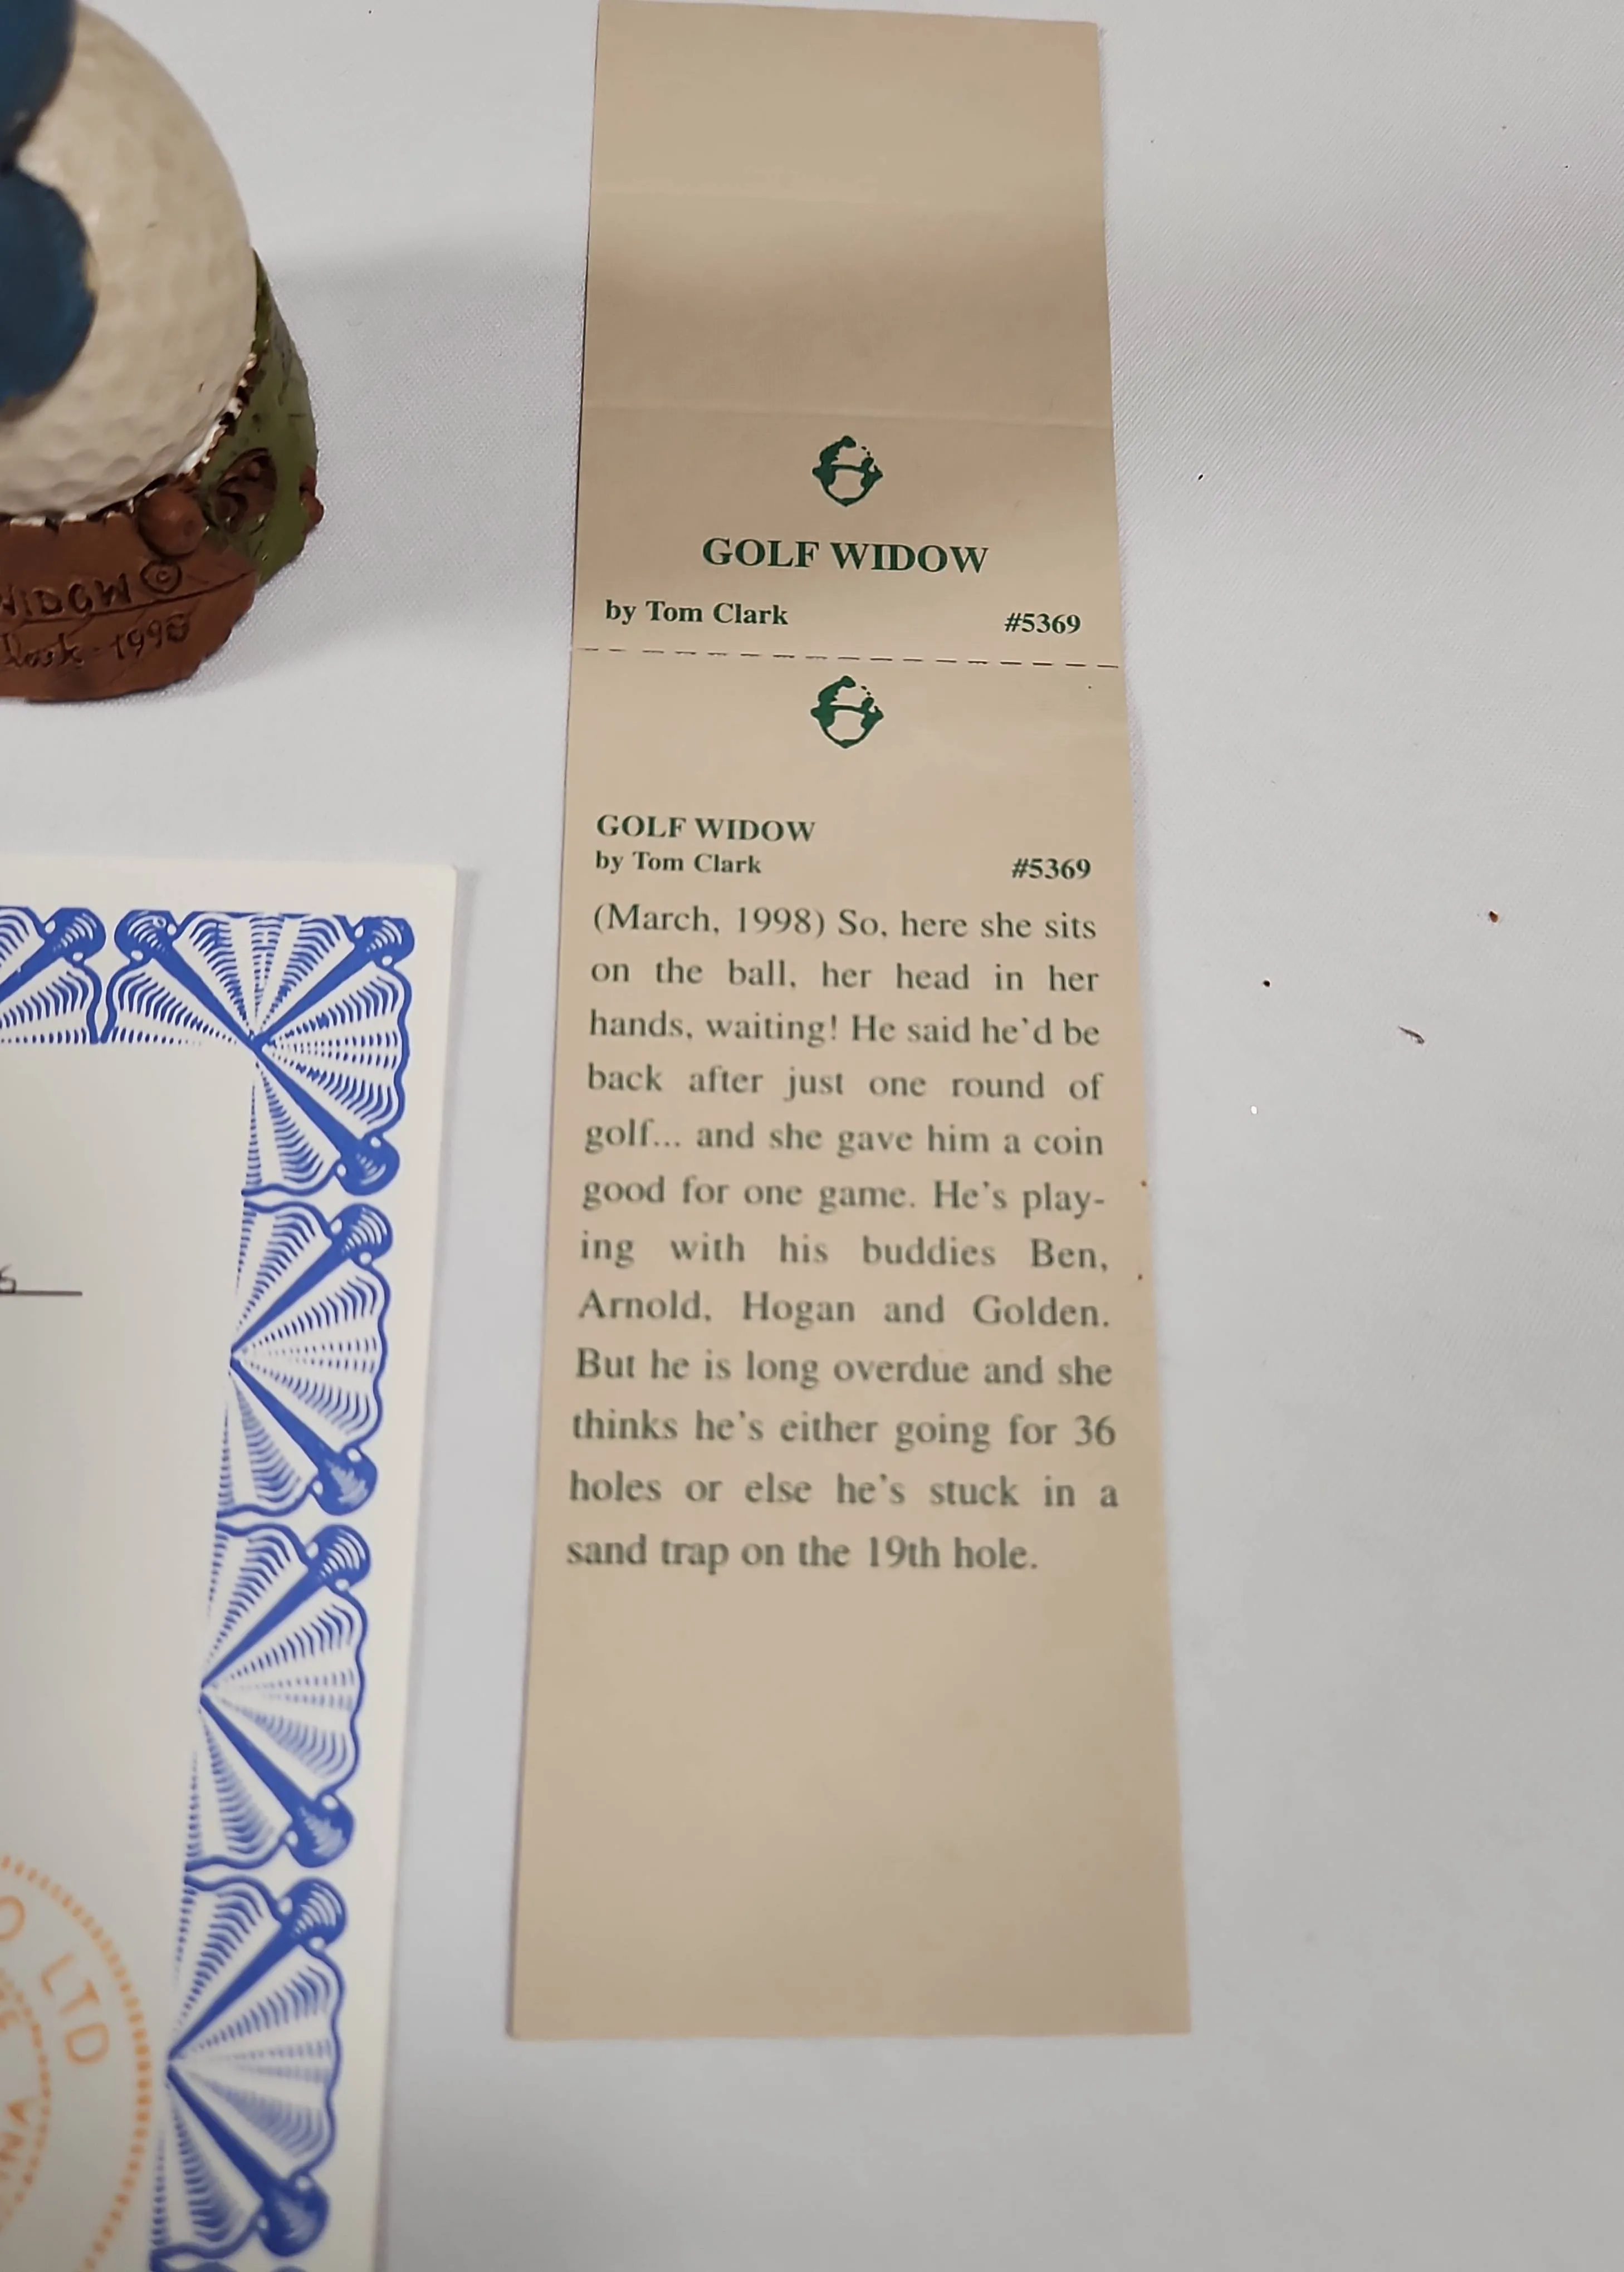 WIDOW ©
1998
GOLF WIDOW
by Tom Clark #5369
GOLF WIDOW
by Tom Clark #5369
(March, 1998) So, here she sits
on the ball, her head in her
hands, waiting! He said he'd be
back after just one round of
golf... and she gave him a coin
good for one game. He's play-
ing with his buddies Ben,
Arnold, Hogan and Golden.
But he is long overdue and she
thinks he's either going for 36
holes or else he's stuck in a
sand trap on the 19th hole.
LTD